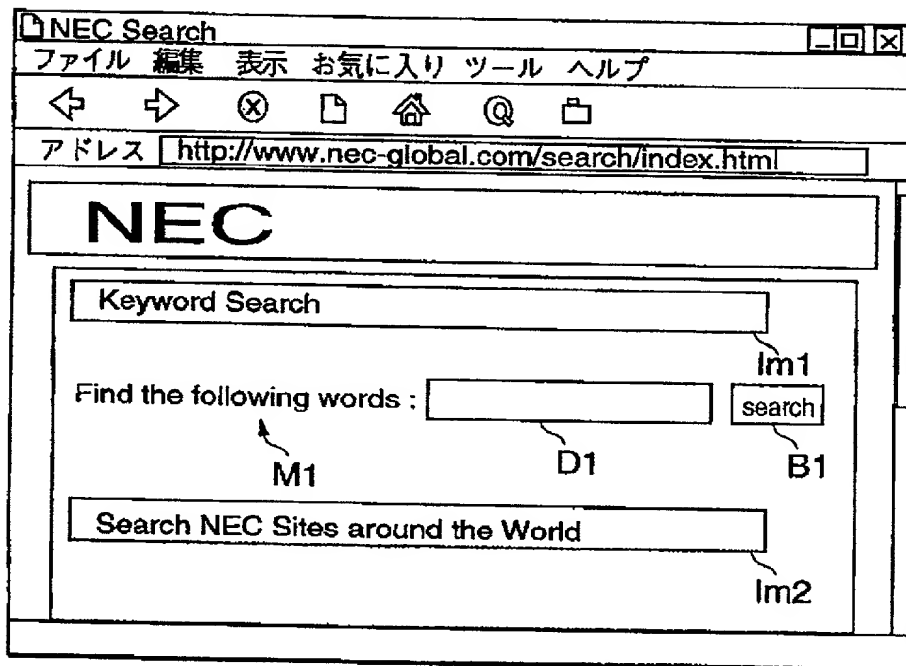 NEC Search
ファイル 編集 表示 お気に入り ツール ヘルプ
アドレス http://www.nec-global.com/search/index.html
NEC
Keyword Search
Im1
Find the following words : search
M1 D1 B1
Search NEC Sites around the World
Im2